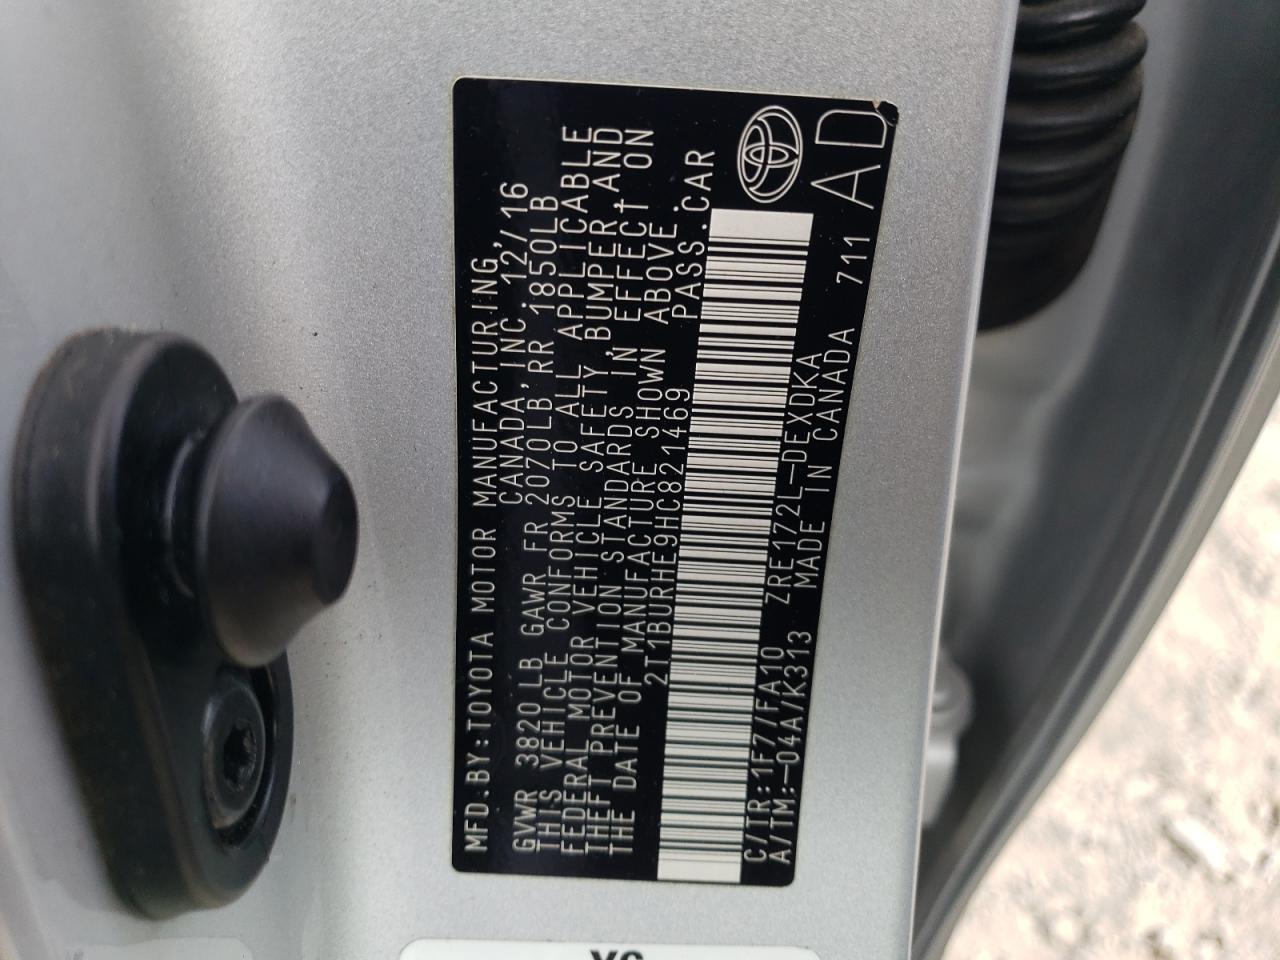 MFD.BY:TOYOTA MOTOR MANUFACTURING,
CANADA,INC. 12/16
GVWR 3820LB GAWR FR 2070LB RR 1850LB
THIS VEHICLE CONFORMS TO ALL APPLICABLE
FEDERAL MOTOR VEHICLE SAFETY,BUMPER,AND
THEFT PREVENTION STANDARDS IN EFFECT ON
THE DATE OF MANUFACTURE SHOWN ABOVE.
2T1BURHE9HC821469 PASS.CAR
C/TR:1F7/FA10 ZRE172L-DEXDKA
A/TM:-04A/K313 MADE IN CANADA 711 AD